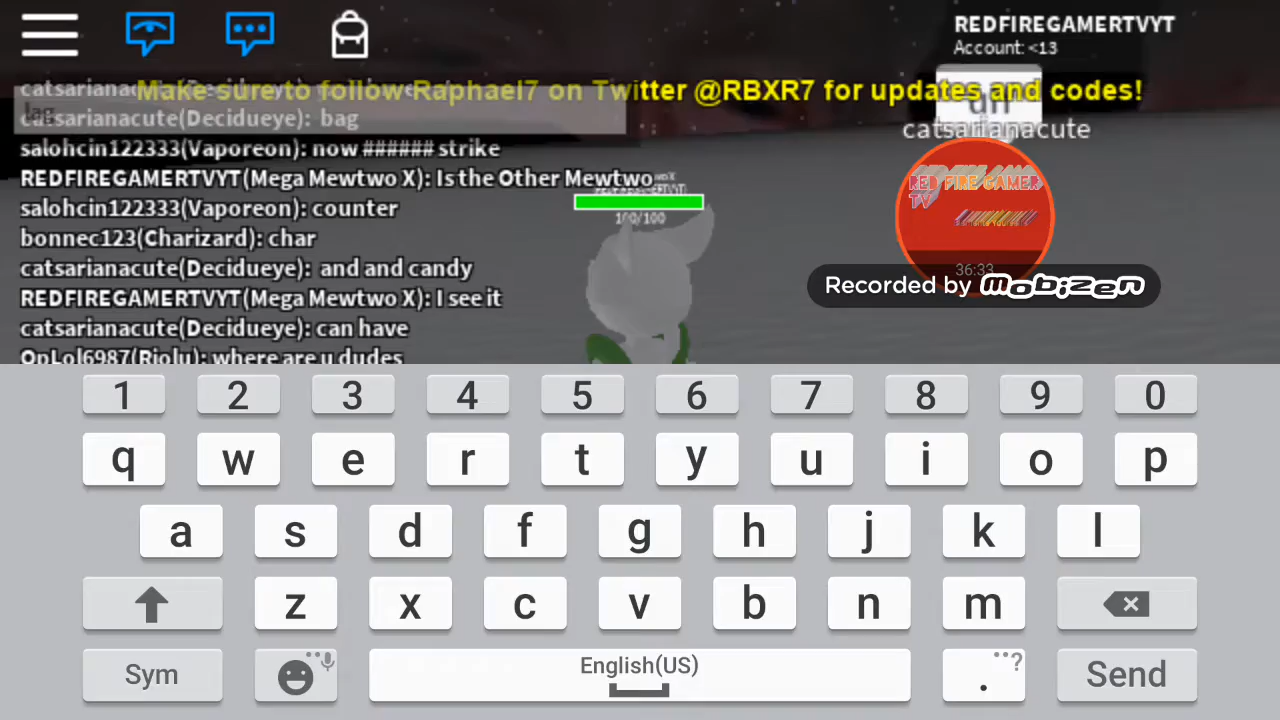 REDFIREGAMERTVYT
Account: <13
Make sure to follow Raphael7 on Twitter @RBXR7 for updates and codes!
lag
catsarianacute(Decidueye): bag
catsarianacute
salohcin122333(Vaporeon): now ###### strike
REDFIREGAMERTVYT(Mega Mewtwo X): Is the Other Mewtwo
RED FIRE GAMER
TV
salohcin122333(Vaporeon): counter
100/100
bonnec123(Charizard): char
catsarianacute(Decidueye): and and candy
36:33
Recorded by mobizen
REDFIREGAMERTVYT(Mega Mewtwo X): I see it
catsarianacute(Decidueye): can have
OpLol6987(Riolu): where are u dudes
1 2 3 4 5 6 7 8 9 0
q w e r t y u i o p
a s d f g h j k l
z x c v b n m
Sym
English(US)
. ?
Send